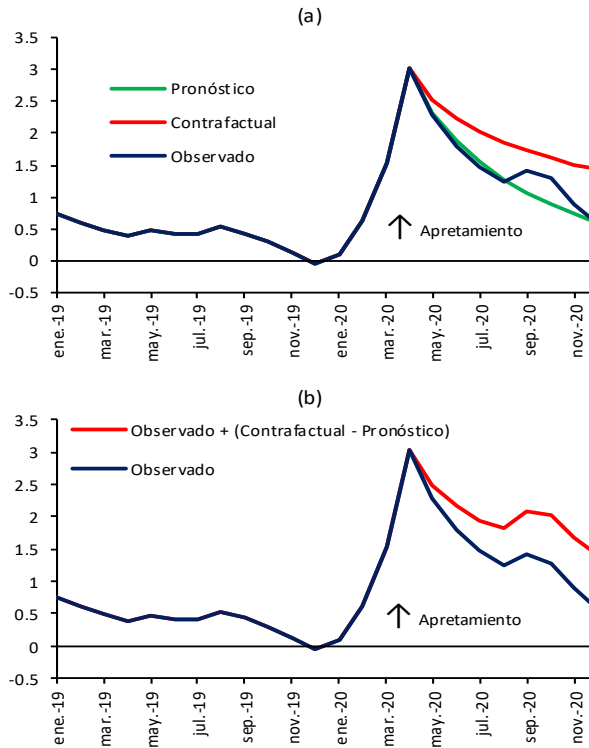 (a)
3.5
3
2.5
2
1.5
1
0.5
0
-0.5
Pronóstico
Contrafactual
Observado
↑ Apretamiento
ene.-19
mar.-19
may.-19
jul.-19
sep.-19
nov.-19
ene.-20
mar.-20
may.-20
jul.-20
sep.-20
nov.-20
(b)
3.5
3
2.5
2
1.5
1
0.5
0
-0.5
Observado + (Contrafactual - Pronóstico)
Observado
↑ Apretamiento
ene.-19
mar.-19
may.-19
jul.-19
sep.-19
nov.-19
ene.-20
mar.-20
may.-20
jul.-20
sep.-20
nov.-20